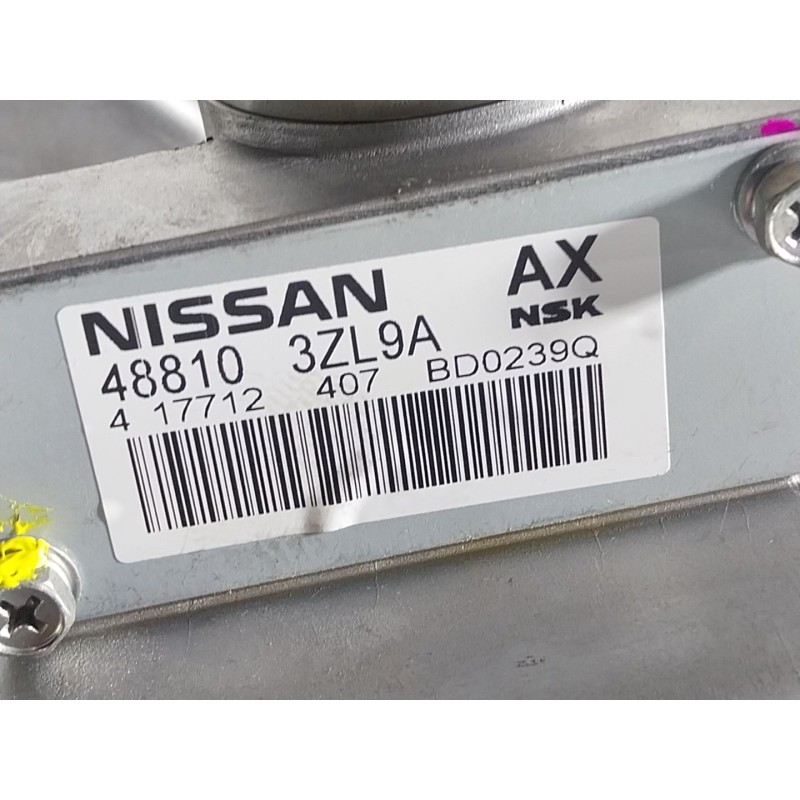 NISSAN AX
NSK
48810 3ZL9A
4 17712 407 BD0239Q